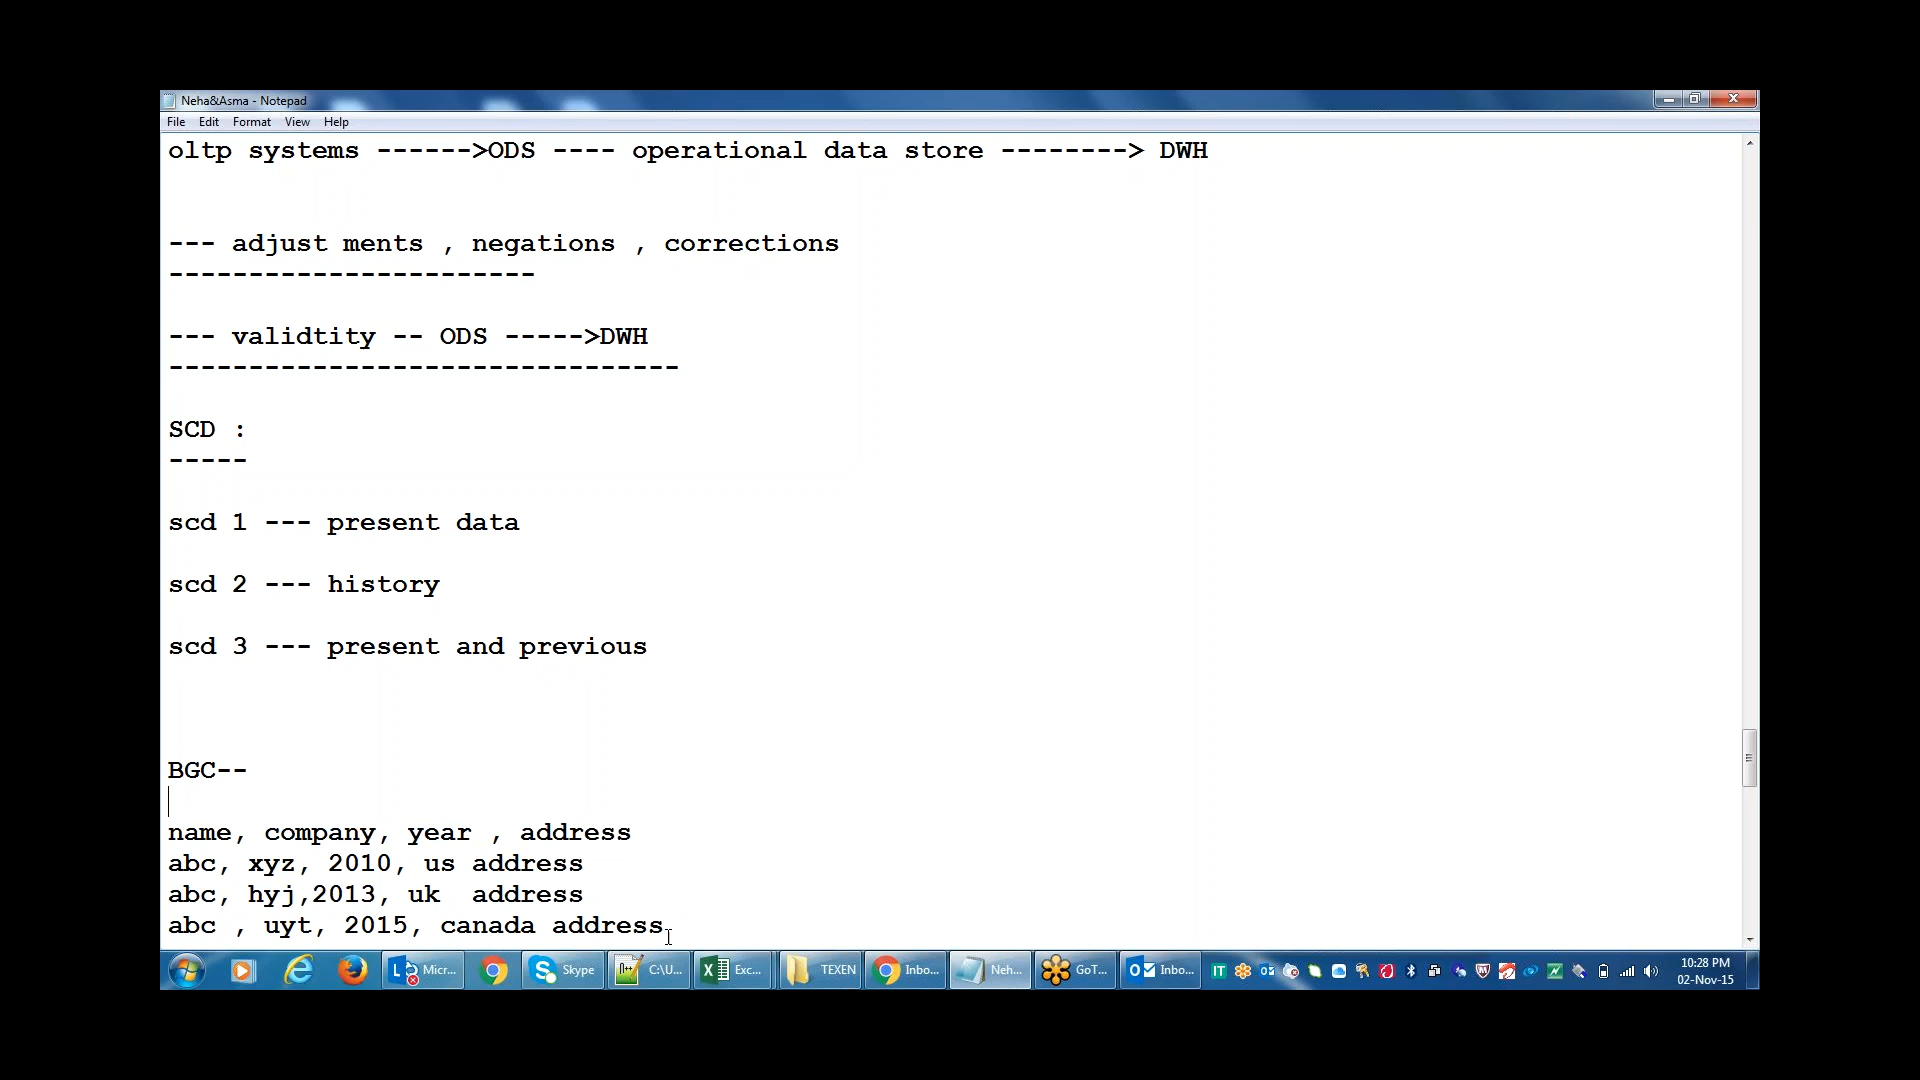 Neha&Asma - Notepad
File Edit Format View Help
oltp systems ------>ODS ---- operational data store --------> DWH
--- adjust ments , negations , corrections
-----------------------
--- validtity -- ODS ----->DWH
--------------------------------
SCD :
-----
scd 1 --- present data
scd 2 --- history
scd 3 --- present and previous
BGC--
name, company, year , address
abc, xyz, 2010, us address
abc, hyj,2013, uk  address
abc , uyt, 2015, canada address
Micr... Skype C:\U... Exc... TEXEN Inbo... Neh... GoT... Inbo... 10:28 PM
02-Nov-15